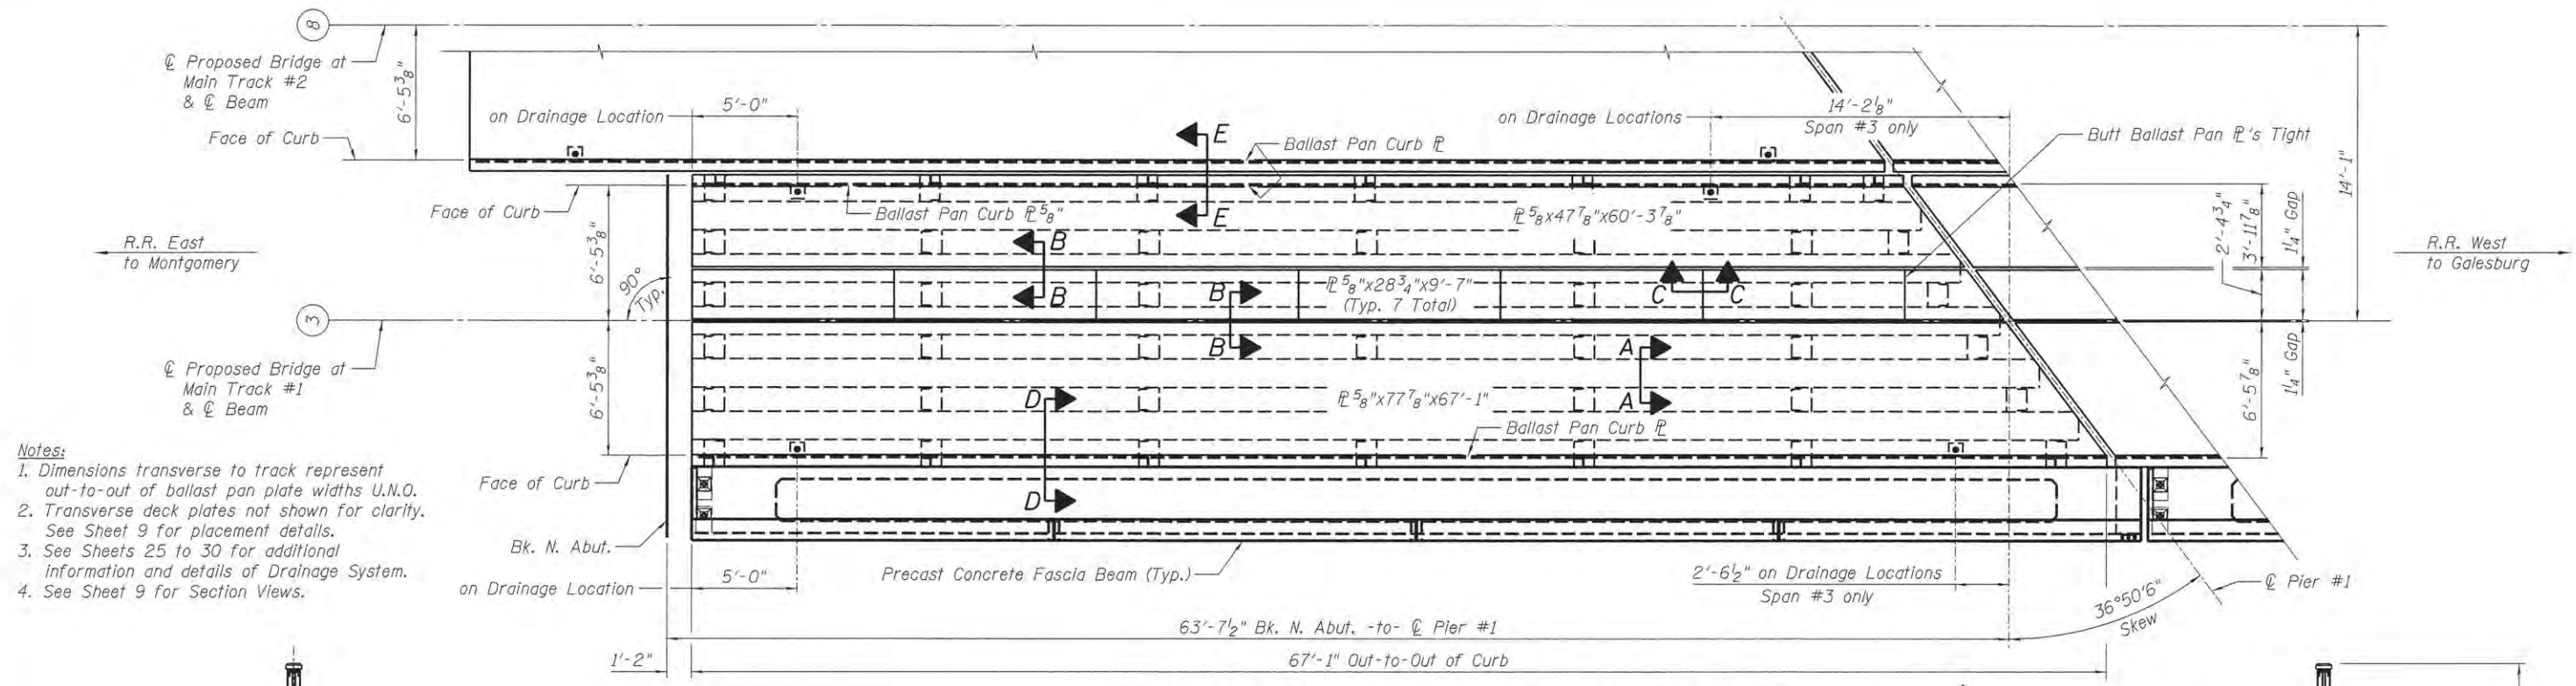 8
℄ Proposed Bridge at
Main Track #2
& ℄ Beam
6'-5⅜"
Face of Curb
on Drainage Location
5'-0"
E
E
Ballast Pan Curb ⅊
on Drainage Locations
14'-2⅛"
Span #3 only
Butt Ballast Pan ⅊'s Tight
14'-1"
Face of Curb
Ballast Pan Curb ⅊ ⅝"
⅊ ⅝x47⅞"x60'-3⅞"
R.R. East
to Montgomery
R.R. West
to Galesburg
6'-5⅜"
90°
Typ.
B
B
B
B
⅊ ⅝"x28¾"x9'-7"
(Typ. 7 Total)
C
C
2'-4¾"
3'-11⅞"
1¼" Gap
3
℄ Proposed Bridge at
Main Track #1
& ℄ Beam
6'-5⅜"
A
A
D
D
⅊ ⅝"x77⅞"x67'-1"
Ballast Pan Curb ⅊
6'-5⅞"
1¼" Gap
Notes:
1. Dimensions transverse to track represent
out-to-out of ballast pan plate widths U.N.O.
2. Transverse deck plates not shown for clarity.
See Sheet 9 for placement details.
3. See Sheets 25 to 30 for additional
information and details of Drainage System.
4. See Sheet 9 for Section Views.
Face of Curb
Bk. N. Abut.
on Drainage Location
5'-0"
Precast Concrete Fascia Beam (Typ.)
2'-6½" on Drainage Locations
Span #3 only
36°50'6"
Skew
℄ Pier #1
63'-7½" Bk. N. Abut. -to- ℄ Pier #1
1'-2"
67'-1" Out-to-Out of Curb